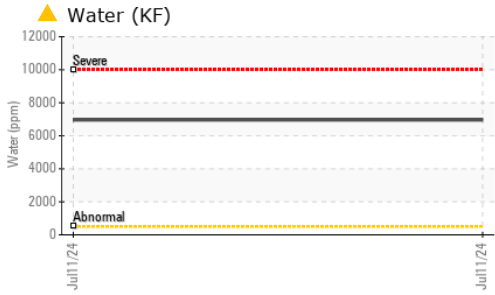 Water (KF)
12000
10000
8000
6000
4000
2000
0
Water (ppm)
Severe
Abnormal
Jul11/24
Jul11/24